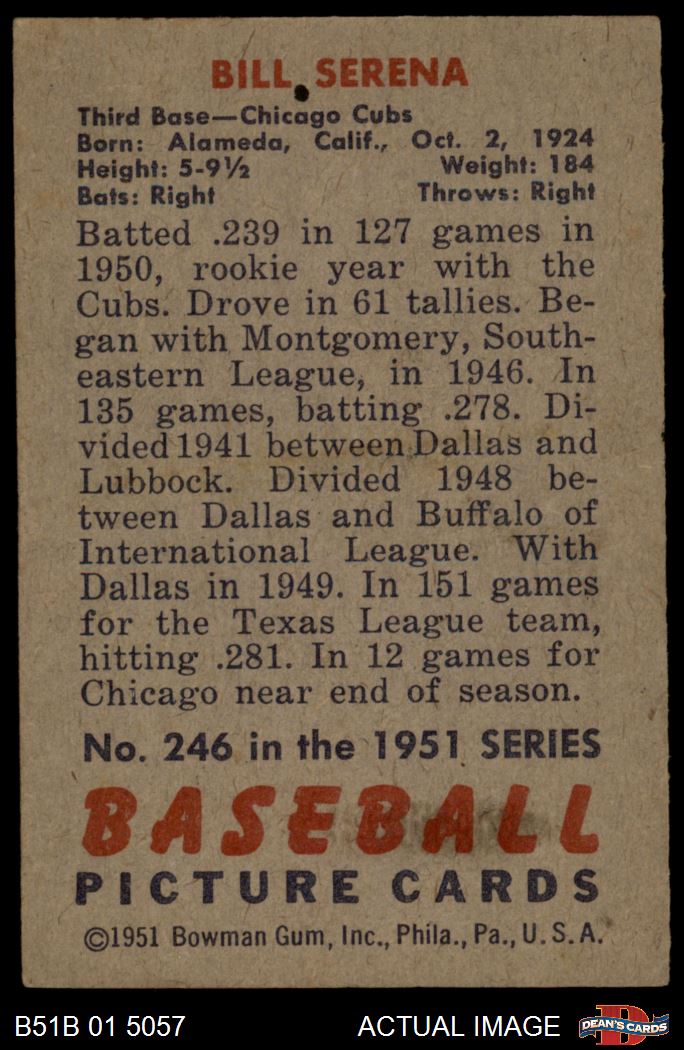 BILL SERENA
Third Base—Chicago Cubs
Born: Alameda, Calif., Oct. 2, 1924
Height: 5-9½ Weight: 184
Bats: Right Throws: Right
Batted .239 in 127 games in
1950, rookie year with the
Cubs. Drove in 61 tallies. Be-
gan with Montgomery, South-
eastern League, in 1946. In
135 games, batting .278. Di-
vided 1941 between Dallas and
Lubbock. Divided 1948 be-
tween Dallas and Buffalo of
International League. With
Dallas in 1949. In 151 games
for the Texas League team,
hitting .281. In 12 games for
Chicago near end of season.
No. 246 in the 1951 SERIES
BASEBALL
PICTURE CARDS
©1951 Bowman Gum, Inc., Phila., Pa., U.S.A.
B51B 01 5057 ACTUAL IMAGE D DEAN'S CARDS